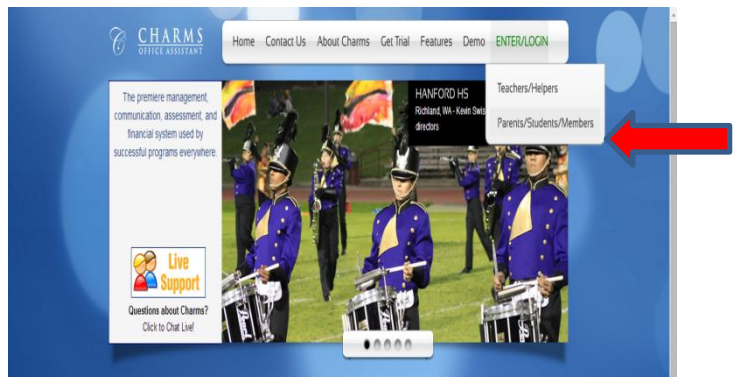 CHARMS
OFFICE ASSISTANT
Home Contact Us About Charms Get Trial Features Demo ENTER/LOGIN
Teachers/Helpers
Parents/Students/Members
The premiere management,
communication, assessment, and
financial system used by
successful programs everywhere.
HANFORD HS
Richland, WA - Kevin Swis
directors
Live
Support
Questions about Charms?
Click to Chat Live!